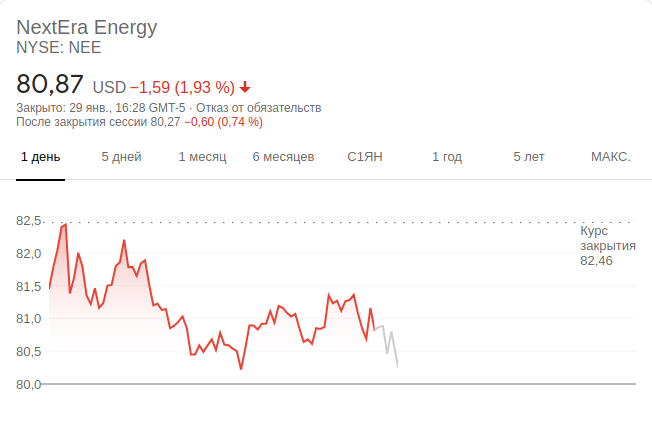 NextEra Energy
NYSE: NEE
80,87 USD −1,59 (1,93 %)
Закрыто: 29 янв., 16:28 GMT-5 · Отказ от обязательств
После закрытия сессии 80,27 −0,60 (0,74 %)
1 день 5 дней 1 месяц 6 месяцев С1ЯН 1 год 5 лет МАКС.
82,5
Курс
закрытия
82,46
82,0
81,5
81,0
80,5
80,0